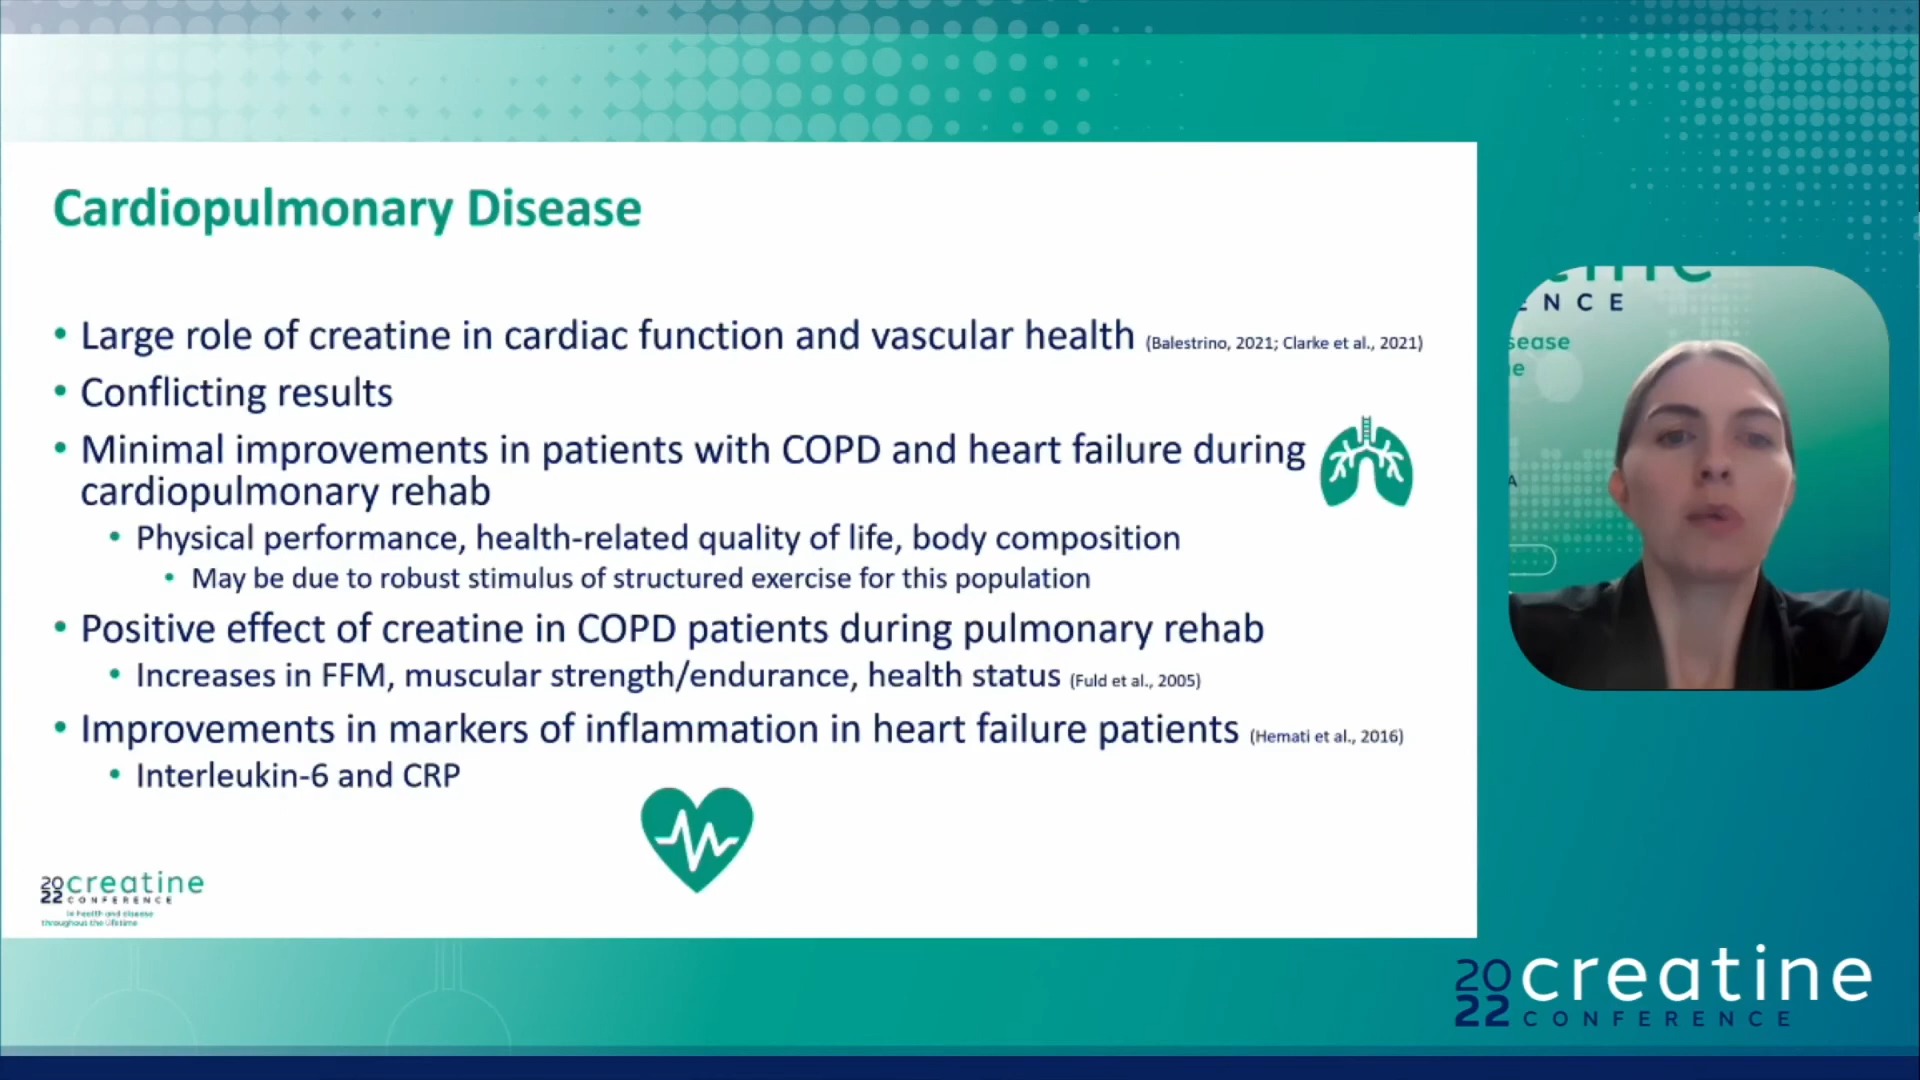 Cardiopulmonary Disease
• Large role of creatine in cardiac function and vascular health (Balestrino, 2021; Clarke et al., 2021)
• Conflicting results
• Minimal improvements in patients with COPD and heart failure during
cardiopulmonary rehab
• Physical performance, health-related quality of life, body composition
• May be due to robust stimulus of structured exercise for this population
• Positive effect of creatine in COPD patients during pulmonary rehab
• Increases in FFM, muscular strength/endurance, health status (Fuld et al., 2005)
• Improvements in markers of inflammation in heart failure patients (Hemati et al., 2016)
• Interleukin-6 and CRP
2022 creatine
CONFERENCE
in health and disease
throughout the lifetime
ENCE
sease
e
A
2022 creatine
CONFERENCE